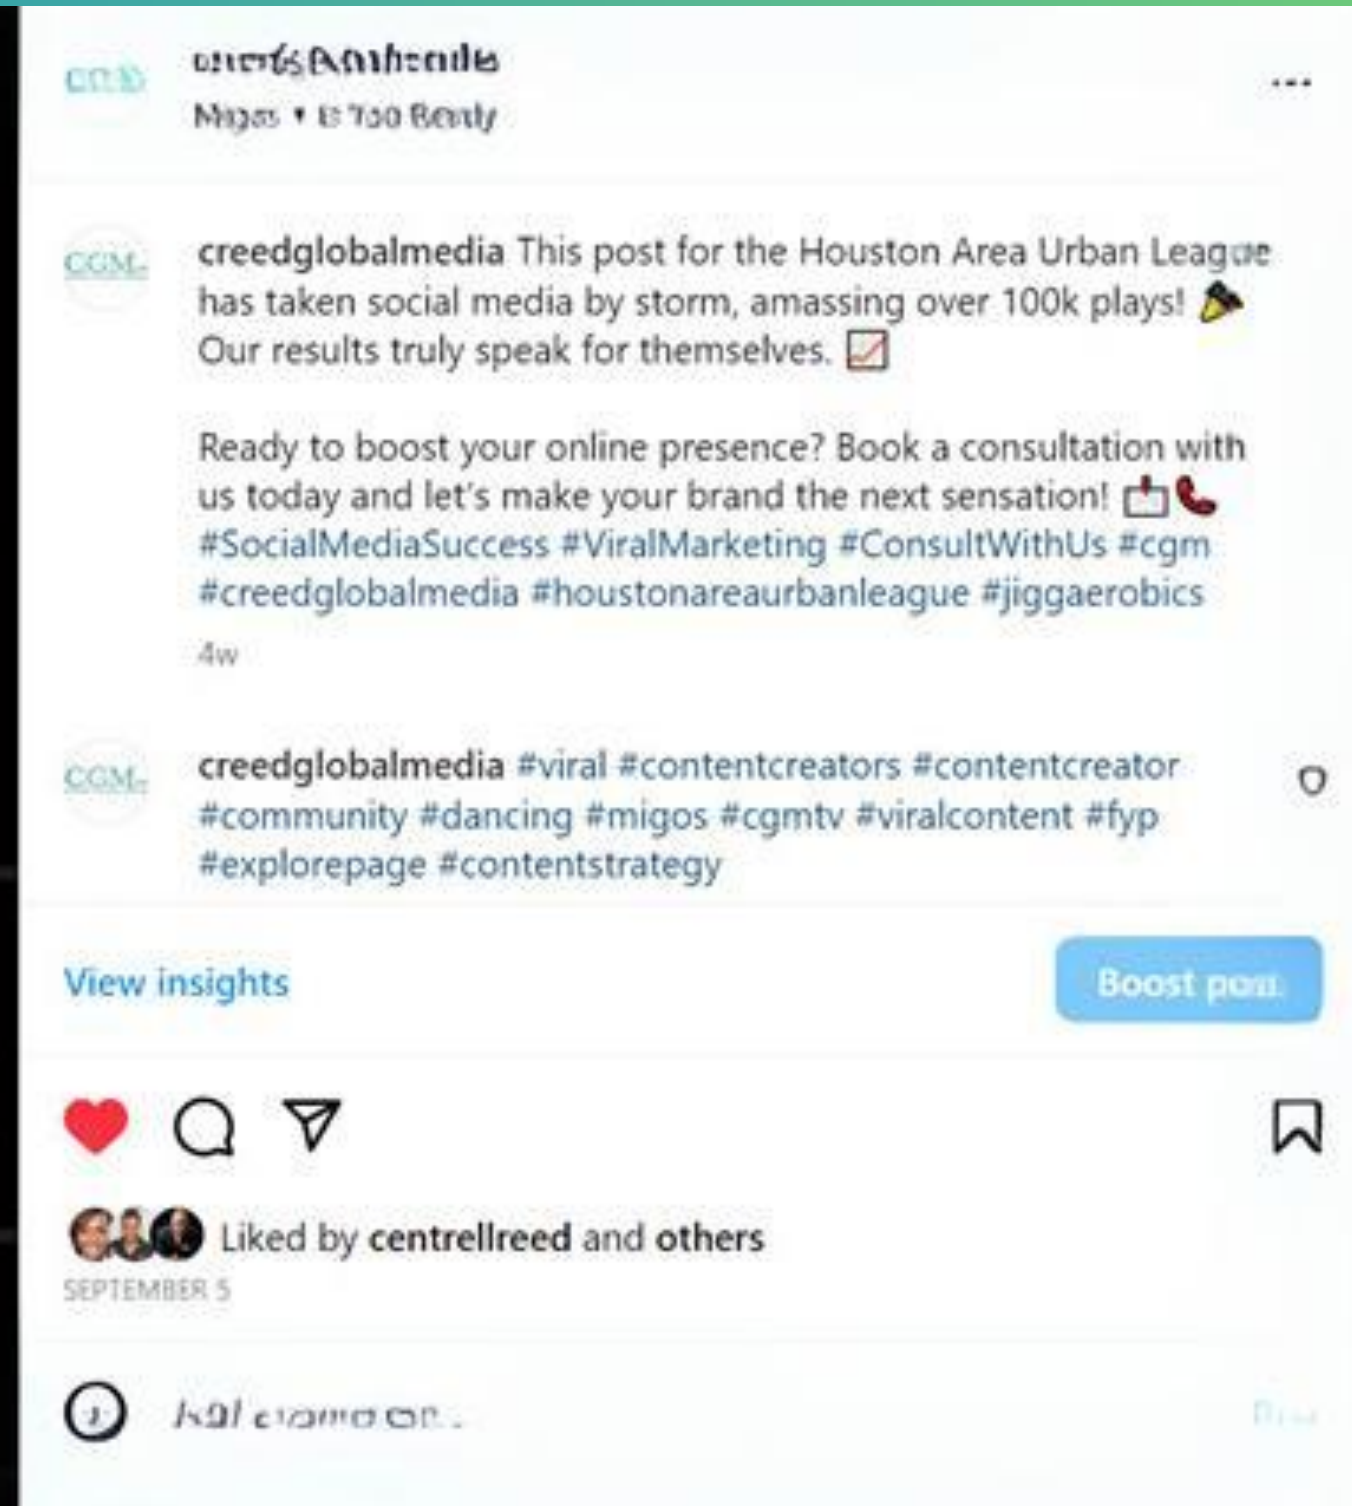 CGM
creedglobalmedia This post for the Houston Area Urban League
has taken social media by storm, amassing over 100k plays!
Our results truly speak for themselves.
Ready to boost your online presence? Book a consultation with
us today and let's make your brand the next sensation!
#SocialMediaSuccess #ViralMarketing #ConsultWithUs #cgm
#creedglobalmedia #houstonareaurbanleague #jiggaerobics
4w
CGM
creedglobalmedia #viral #contentcreators #contentcreator
#community #dancing #migos #cgmtv #viralcontent #fyp
#explorepage #contentstrategy
View insights
Boost
Liked by centrellreed and others
SEPTEMBER 5